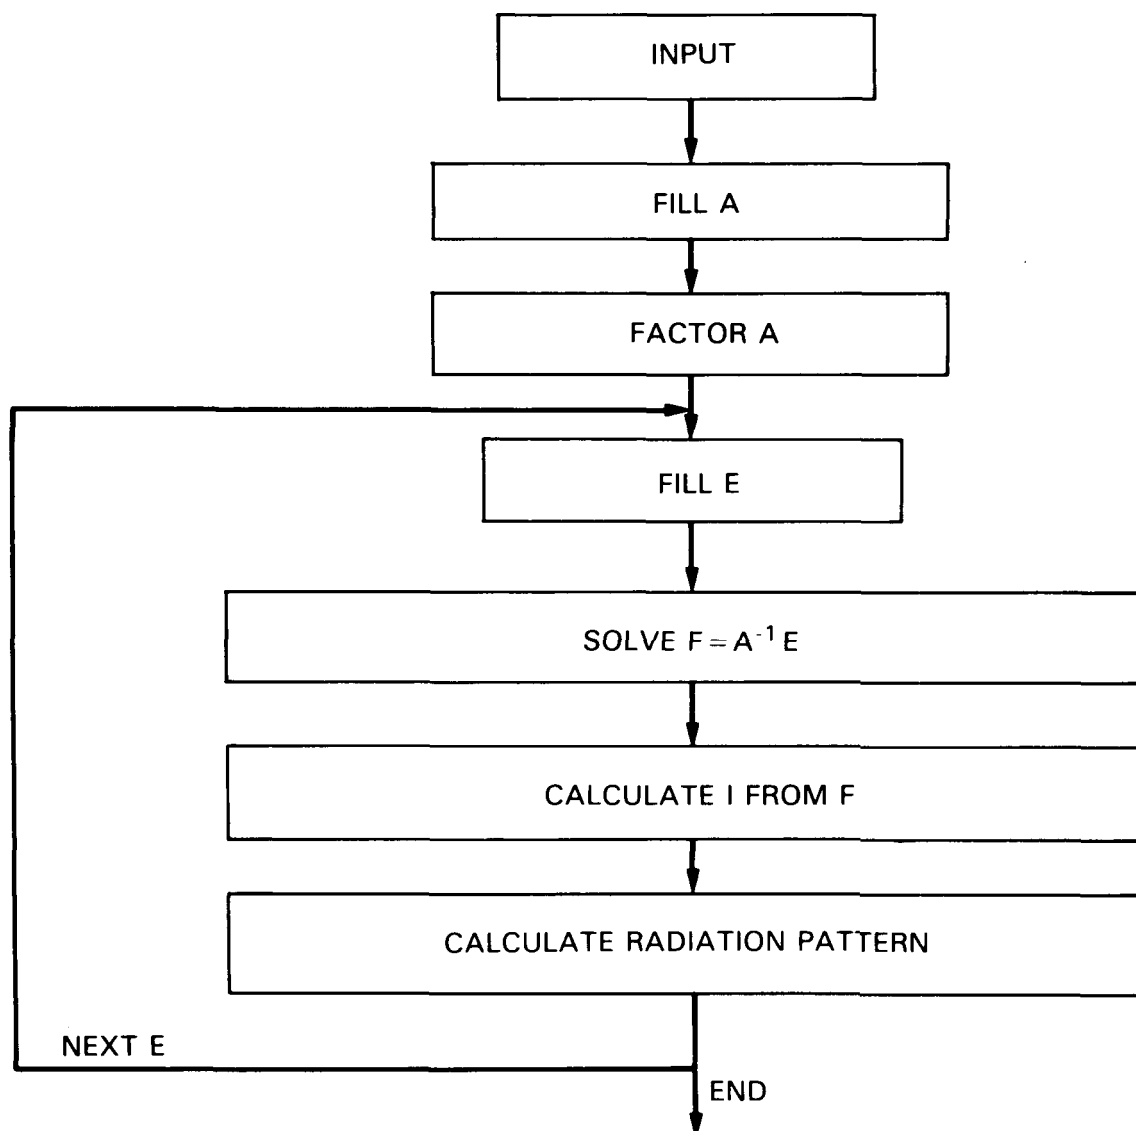 INPUT
FILL A
FACTOR A
FILL E
SOLVE F = A⁻¹ E
CALCULATE I FROM F
CALCULATE RADIATION PATTERN
NEXT E
END